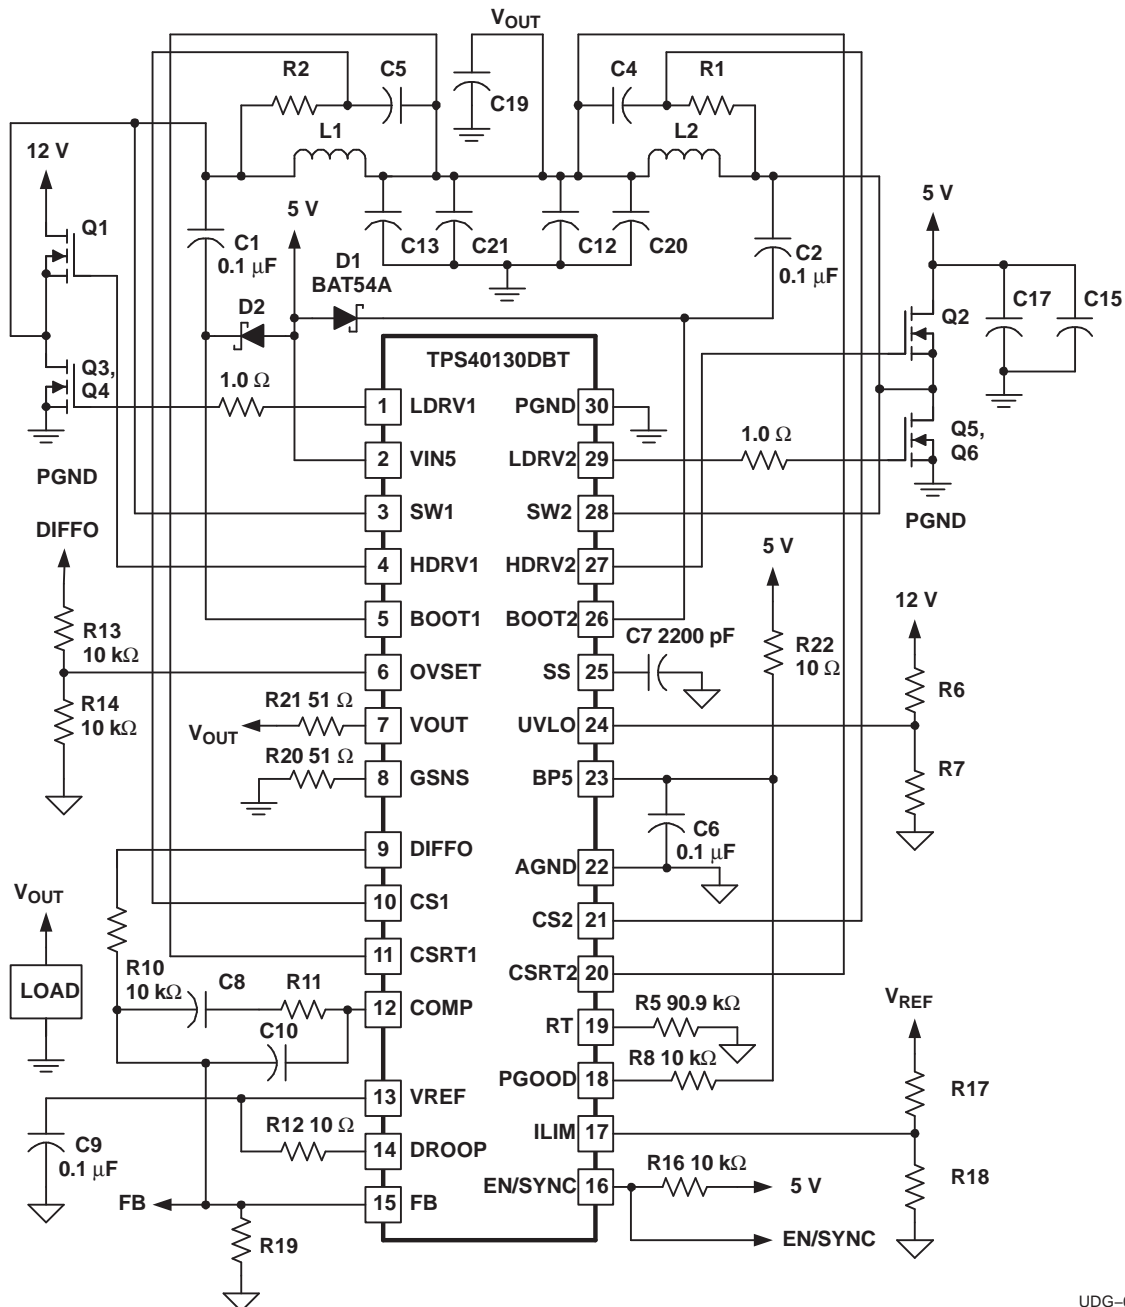 V_OUT
R2
C5
C4
R1
C19
L1
L2
12 V
5 V
5 V
Q1
C1
0.1 µF
C13
C21
C12
C20
C2
0.1 µF
D1
BAT54A
D2
C17
C15
Q2
Q3,
Q4
1.0 Ω
TPS40130DBT
1 LDRV1
PGND 30
1.0 Ω
Q5,
Q6
2 VIN5
LDRV2 29
PGND
3 SW1
SW2 28
PGND
DIFFO
5 V
4 HDRV1
HDRV2 27
12 V
5 BOOT1
BOOT2 26
R13
10 kΩ
C7 2200 pF
R22
10 Ω
6 OVSET
SS 25
R6
R14
10 kΩ
R21 51 Ω
V_OUT
7 VOUT
UVLO 24
R20 51 Ω
8 GSNS
BP5 23
R7
C6
0.1 µF
9 DIFFO
AGND 22
V_OUT
10 CS1
CS2 21
11 CSRT1
CSRT2 20
R10
10 kΩ
C8
R11
LOAD
12 COMP
R5 90.9 kΩ
V_REF
C10
RT 19
R8 10 kΩ
PGOOD 18
13 VREF
R17
R12 10 Ω
ILIM 17
C9
0.1 µF
14 DROOP
R16 10 kΩ
R18
EN/SYNC 16
5 V
FB
15 FB
R19
EN/SYNC